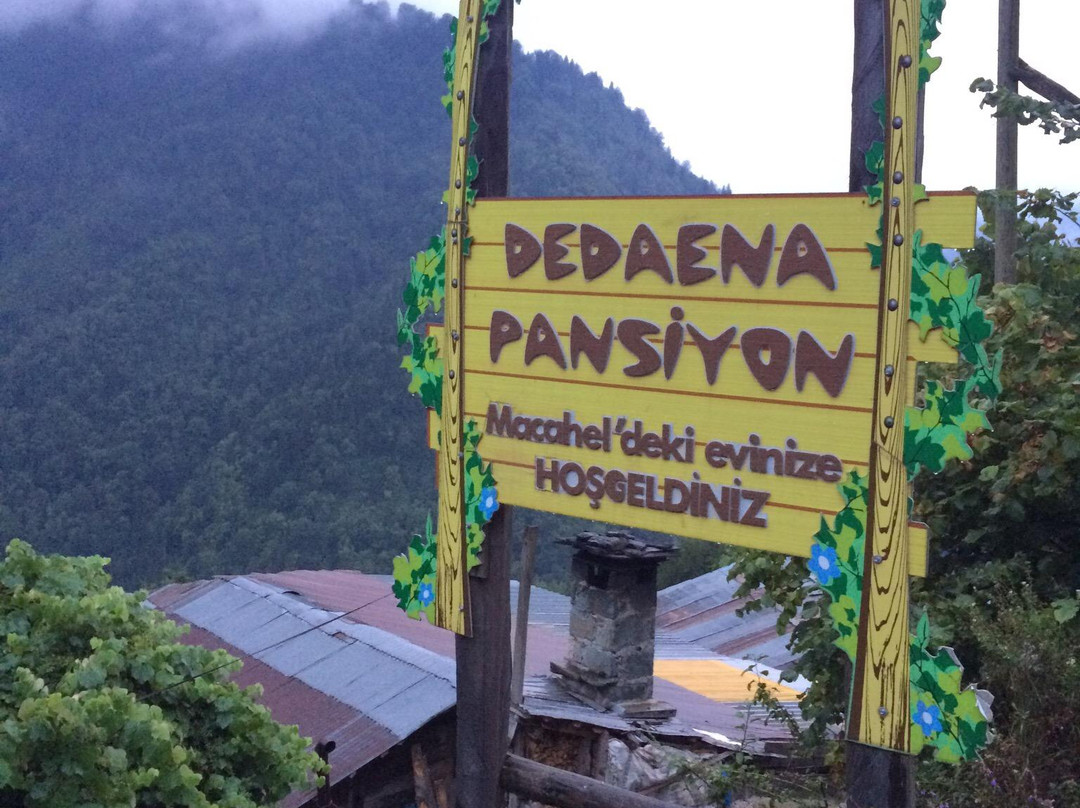 DEDAENA
PANSİYON
Macahel'deki evinize
HOŞGELDİNİZ